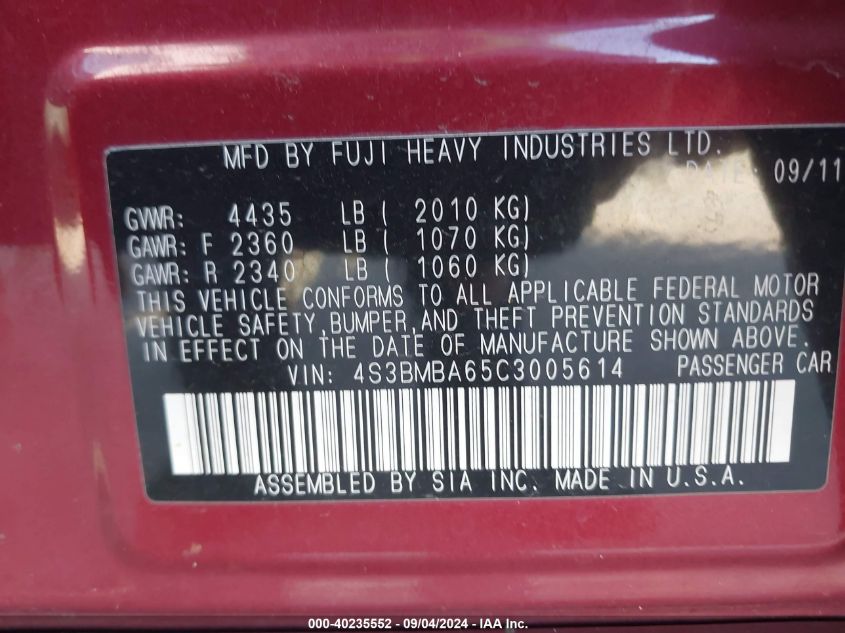 MFD BY FUJI HEAVY INDUSTRIES LTD.
DATE: 09/11
GVWR: 4435 LB ( 2010 KG)
GAWR: F 2360 LB ( 1070 KG)
GAWR: R 2340 LB ( 1060 KG)
THIS VEHICLE CONFORMS TO ALL APPLICABLE FEDERAL MOTOR
VEHICLE SAFETY,BUMPER,AND THEFT PREVENTION STANDARDS
IN EFFECT ON THE DATE OF MANUFACTURE SHOWN ABOVE.
VIN: 4S3BMBA65C3005614 PASSENGER CAR
ASSEMBLED BY SIA INC. MADE IN U.S.A.
000-40235552 - 09/04/2024 - IAA Inc.